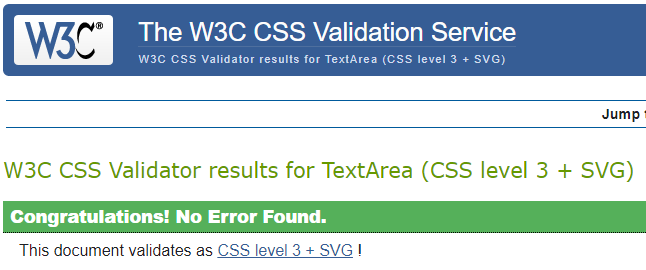 W3C®
The W3C CSS Validation Service
W3C CSS Validator results for TextArea (CSS level 3 + SVG)
Jump
W3C CSS Validator results for TextArea (CSS level 3 + SVG)
Congratulations! No Error Found.
This document validates as CSS level 3 + SVG !